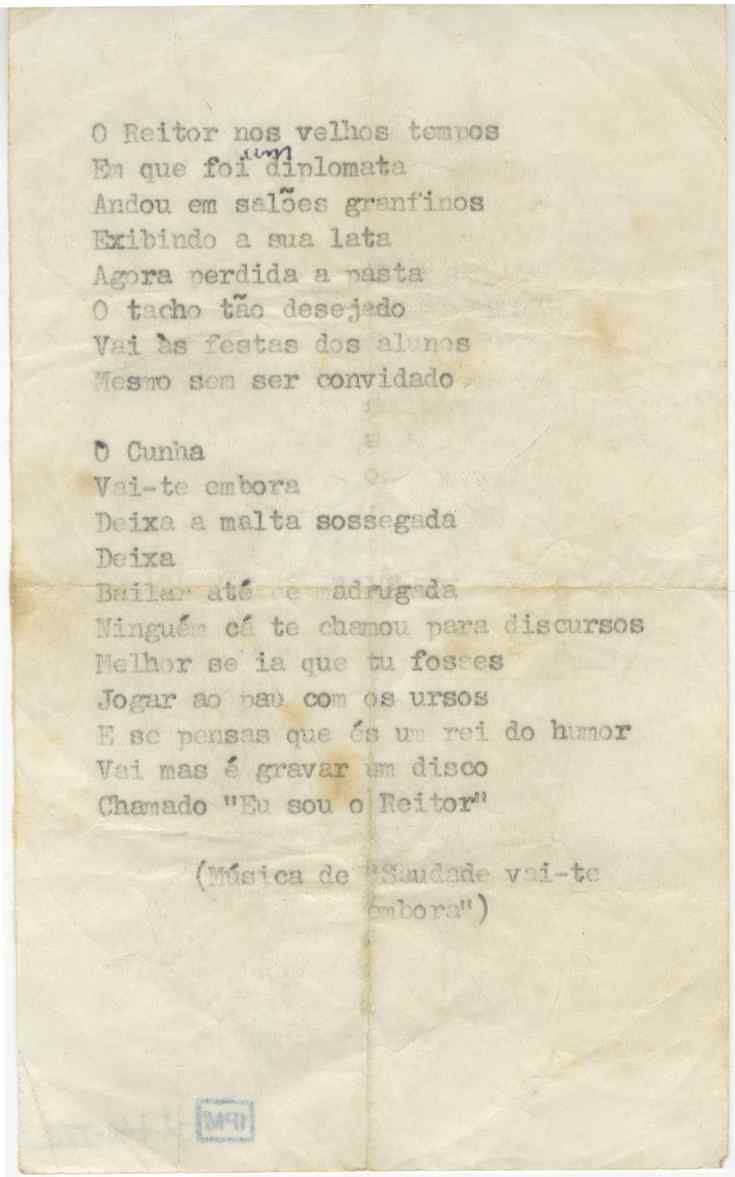 O Reitor nos velhos tempos
Em que foi um diplomata
Andou em salões granfinos
Exibindo a sua lata
Agora perdida a pasta
O tacho tão desejado
Vai às festas dos alunos
Mesmo sem ser convidado
Ó Cunha
Vai-te embora
Deixa a malta sossegada
Deixa
Bailar até de madrugada
Ninguém cá te chamou para discursos
Melhor se ia que tu fosses
Jogar ao pau com os ursos
E se pensas que és um rei do humor
Vai mas é gravar um disco
Chamado "Eu sou o Reitor"
(Música de "Saudade vai-te
embora")